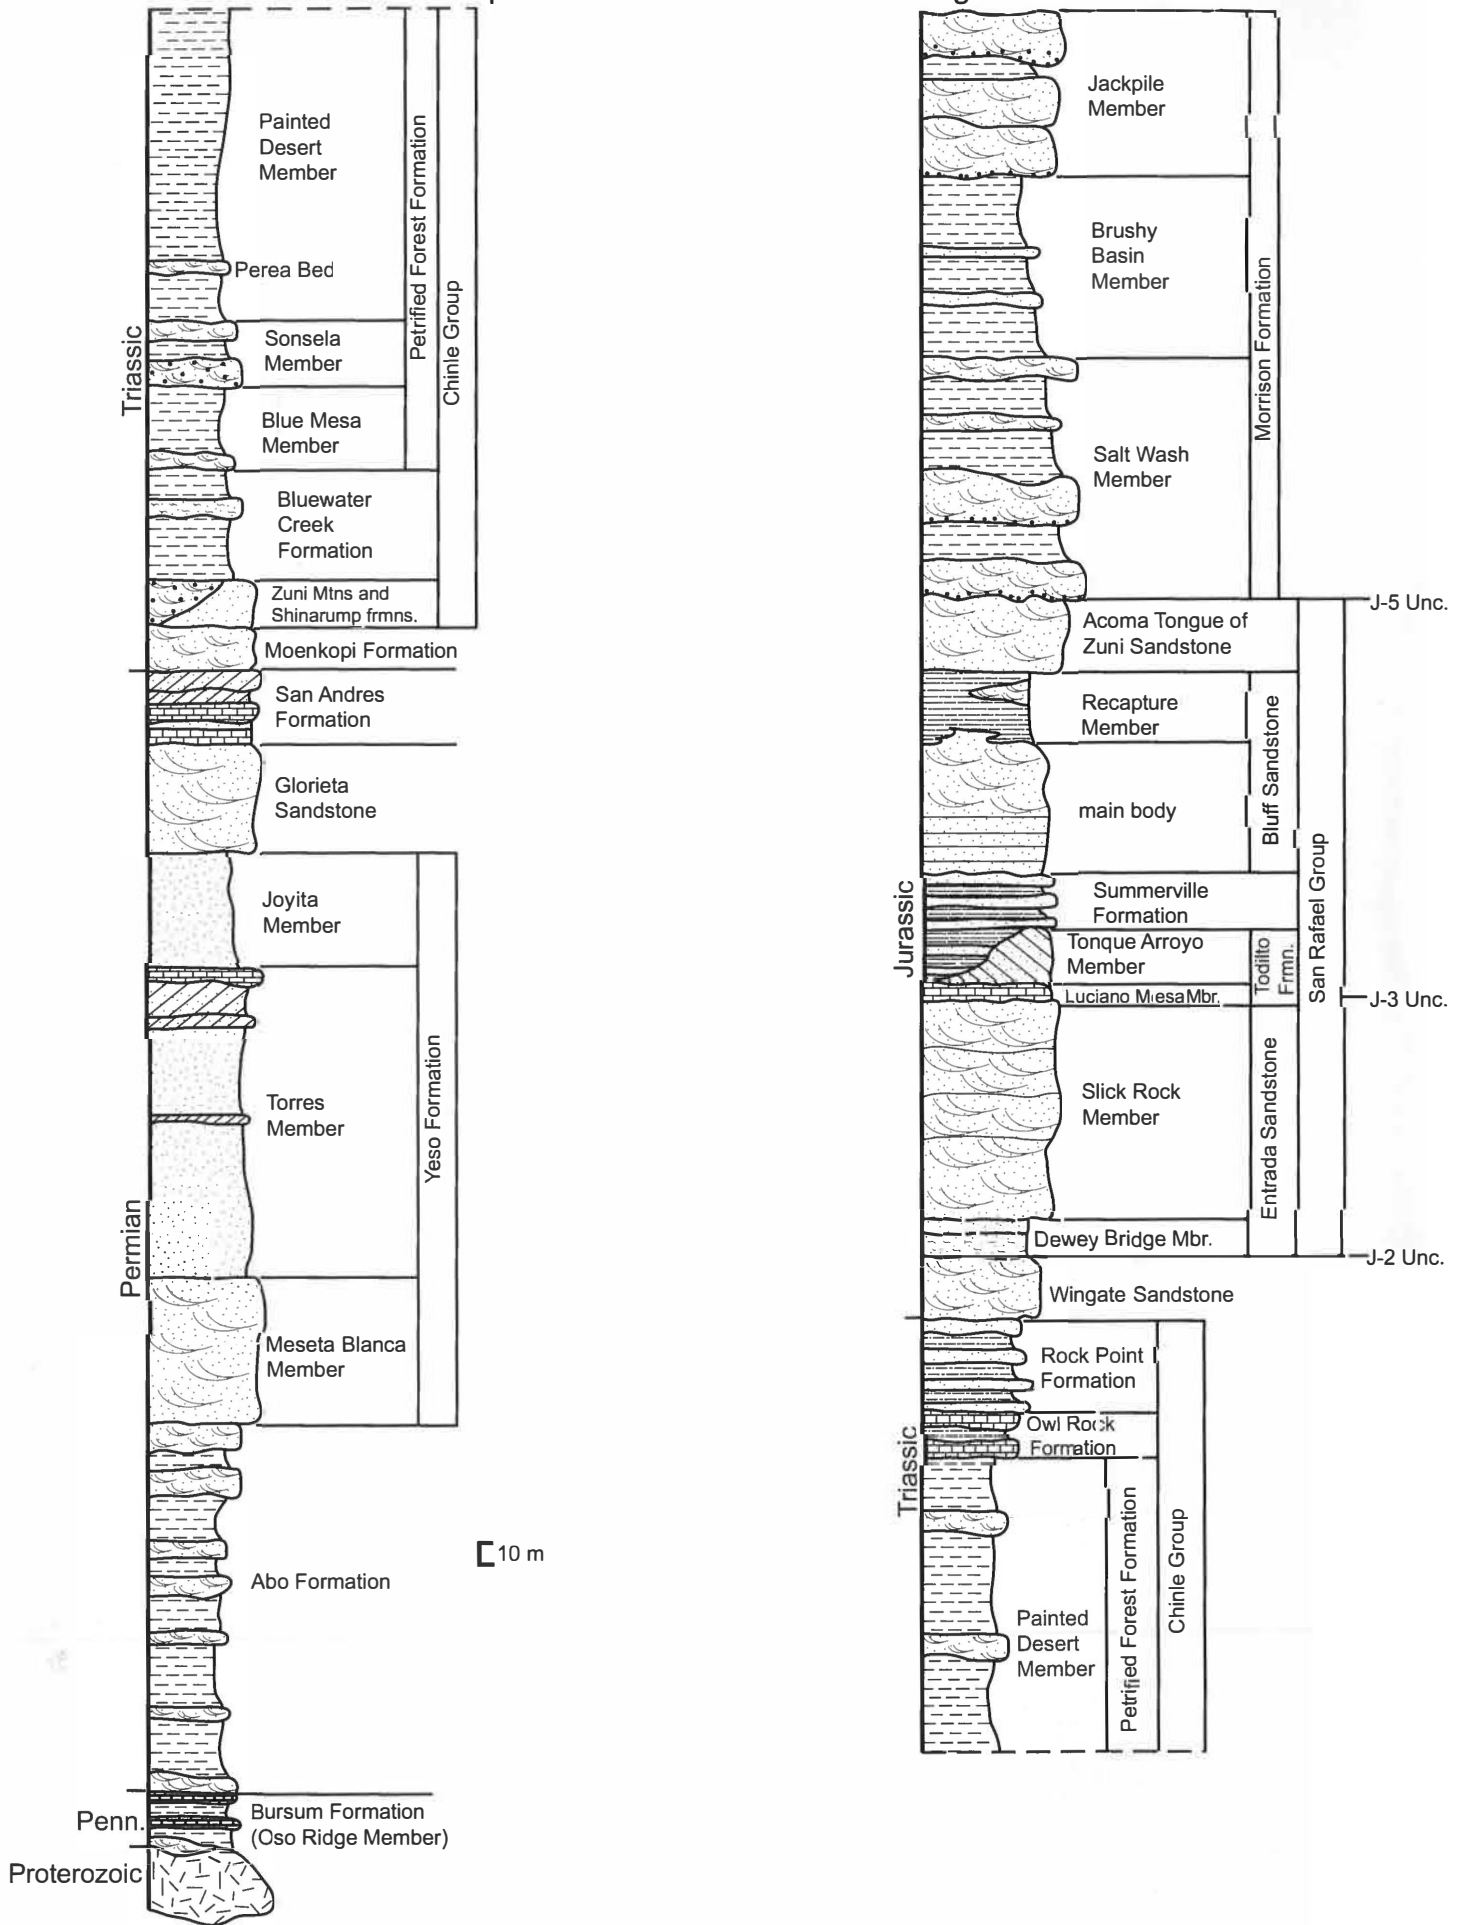 Painted
Desert
Member
Perea Bed
Sonsela
Member
Blue Mesa
Member
Bluewater
Creek
Formation
Zuni Mtns and
Shinarump frmns.
Moenkopi Formation
San Andres
Formation
Glorieta
Sandstone
Joyita
Member
Torres
Member
Meseta Blanca
Member
Abo Formation
Bursum Formation
(Oso Ridge Member)
Petrified Forest Formation
Chinle Group
Yeso Formation
Triassic
Permian
Penn.
Proterozoic
10 m
Jackpile
Member
Brushy
Basin
Member
Salt Wash
Member
Acoma Tongue of
Zuni Sandstone
Recapture
Member
main body
Summerville
Formation
Tonque Arroyo
Member
Luciano Mesa Mbr.
Slick Rock
Member
Dewey Bridge Mbr.
Wingate Sandstone
Rock Point
Formation
Owl Rock
Formation
Painted
Desert
Member
Morrison Formation
Bluff Sandstone
Todilto
Frmn.
Entrada Sandstone
San Rafael Group
Petrified Forest Formation
Chinle Group
J-5 Unc.
J-3 Unc.
J-2 Unc.
Jurassic
Triassic